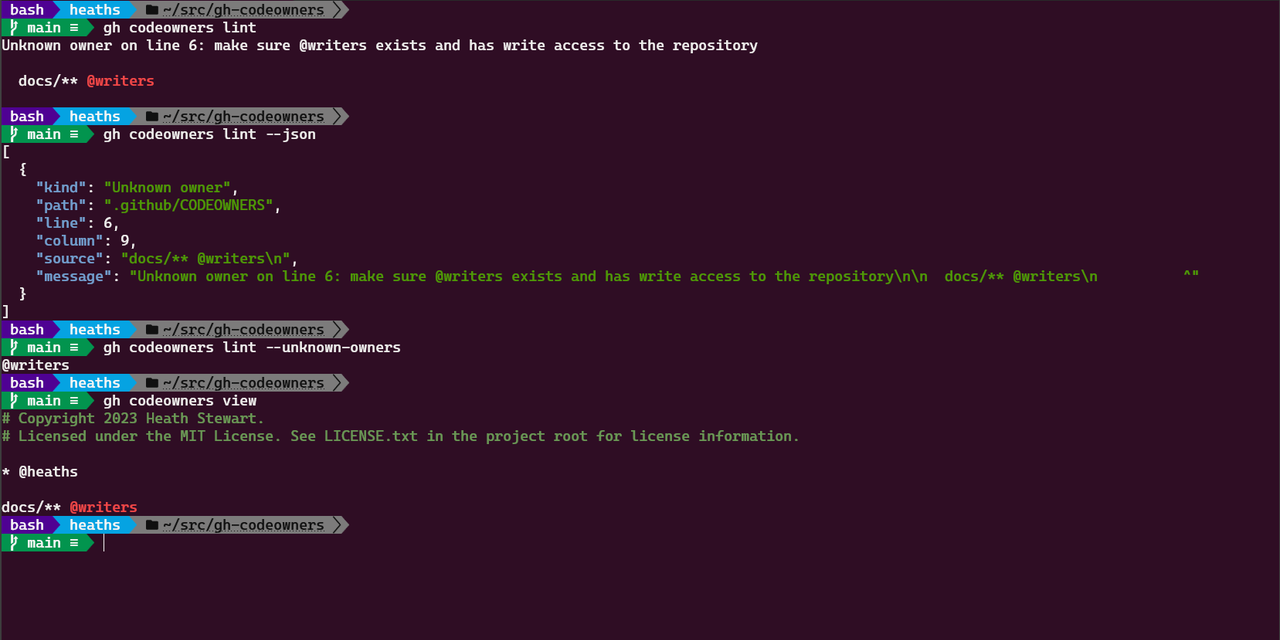 bash heaths ~/src/gh-codeowners
main ≡ gh codeowners lint
Unknown owner on line 6: make sure @writers exists and has write access to the repository
docs/** @writers
bash heaths ~/src/gh-codeowners
main ≡ gh codeowners lint --json
[
  {
    "kind": "Unknown owner",
    "path": ".github/CODEOWNERS",
    "line": 6,
    "column": 9,
    "source": "docs/** @writers\n",
    "message": "Unknown owner on line 6: make sure @writers exists and has write access to the repository\n\n  docs/** @writers\n          ^"
  }
]
bash heaths ~/src/gh-codeowners
main ≡ gh codeowners lint --unknown-owners
@writers
bash heaths ~/src/gh-codeowners
main ≡ gh codeowners view
# Copyright 2023 Heath Stewart.
# Licensed under the MIT License. See LICENSE.txt in the project root for license information.
* @heaths
docs/** @writers
bash heaths ~/src/gh-codeowners
main ≡